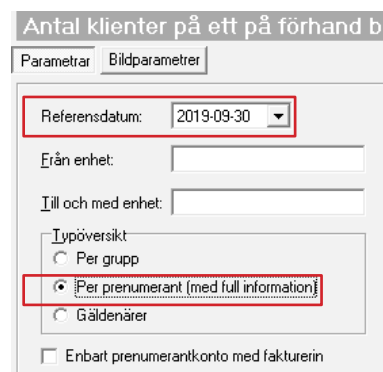 Antal klienter på ett på förhand b
Parametrar Bildparametrer
Referensdatum: 2019-09-30
Från enhet:
Till och med enhet:
Typöversikt
Per grupp
Per prenumerant (med full information)
Gäldenärer
Enbart prenumerantkonto med fakturerin